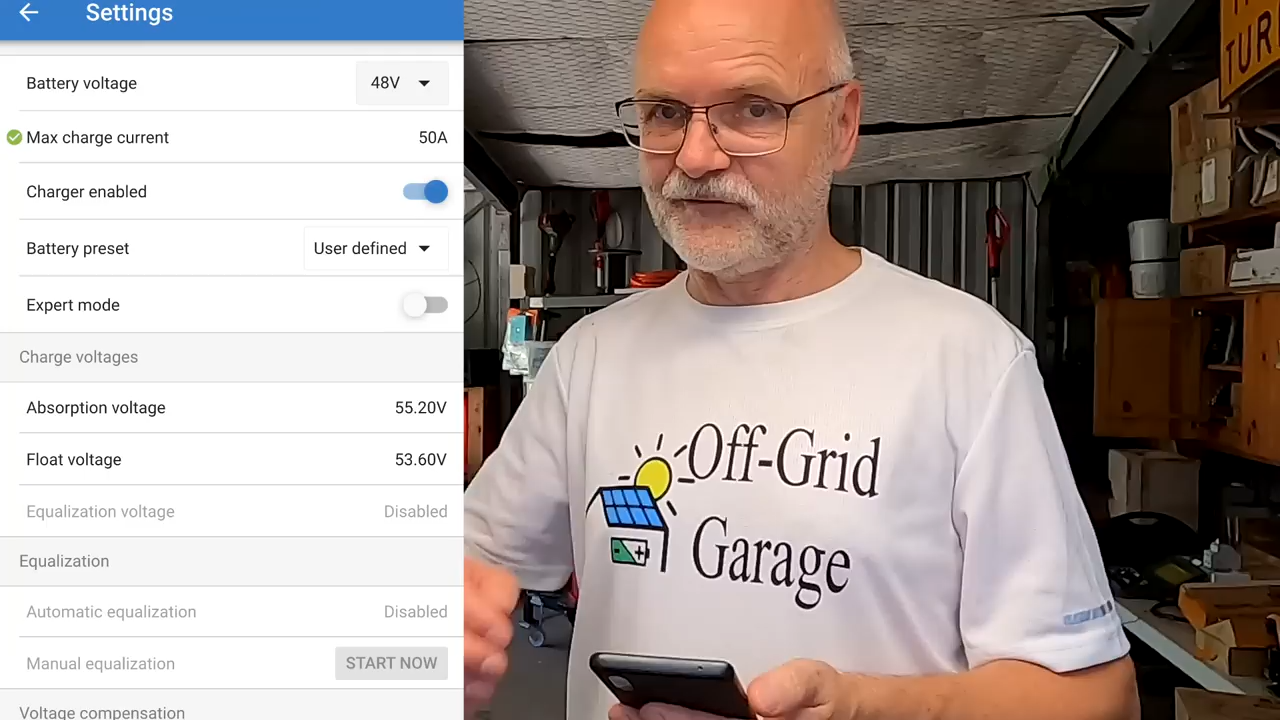 Settings
Battery voltage 48V
Max charge current 50A
Charger enabled
Battery preset User defined
Expert mode
Charge voltages
Absorption voltage 55.20V
Float voltage 53.60V
Equalization voltage Disabled
Equalization
Automatic equalization Disabled
Manual equalization START NOW
Voltage compensation
Off-Grid
Garage
TUR